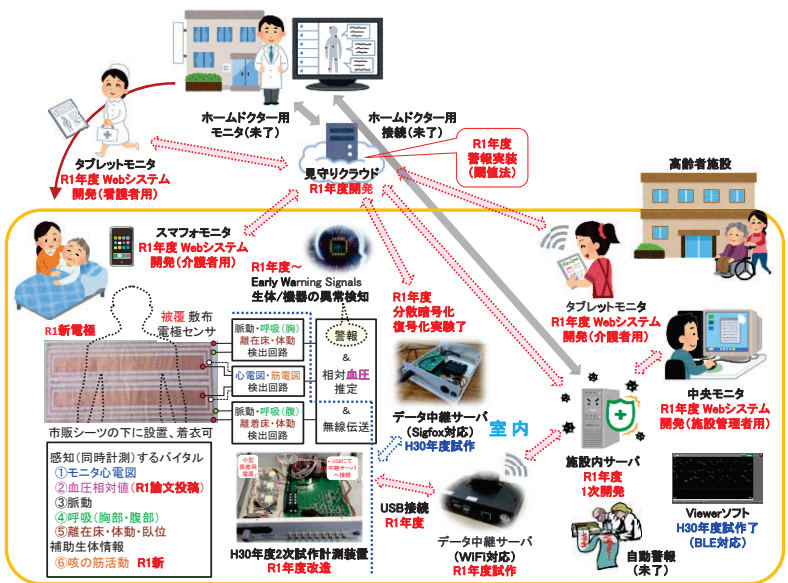 ホームドクター用
モニタ(未了)
ホームドクター用
接続(未了)
タブレットモニタ
R1年度 Webシステム
開発(看護者用)
見守りクラウド
R1年度開発
R1年度
警報実装
(閾値法)
高齢者施設
スマフォモニタ
R1年度 Webシステム
開発(介護者用)
R1年度～
Early Warning Signals
生体/機器の異常検知
R1年度
分散暗号化
復号化実験了
タブレットモニタ
R1年度 Webシステム
開発(介護者用)
R1新電極
被覆 敷布
電極センサ
脈動・呼吸(胸)
離在床・体動
検出回路
心電図・筋電図
検出回路
脈動・呼吸(腹)
離着床・体動
検出回路
警報
&
相対血圧
推定
&
無線伝送
市販シーツの下に設置、着衣可
データ中継サーバ
(Sigfox対応)
H30年度試作
室内
中央モニタ
R1年度 Webシステム
開発(施設管理者用)
施設内サーバ
R1年度
1次開発
感知(同時計測)するバイタル
①モニタ心電図
②血圧相対値(R1論文投稿)
③脈動
④呼吸(胸部・腹部)
⑤離在床・体動・臥位
補助生体情報
⑥咳の筋活動 R1新
小型
医療用
電源
USBにて
中継サーバ
へ接続
H30年度2次試作計測装置
R1年度改造
USB接続
R1年度
データ中継サーバ
(WiFi対応)
R1年度試作
自動警報
(未了)
Viewerソフト
H30年度試作了
(BLE対応)